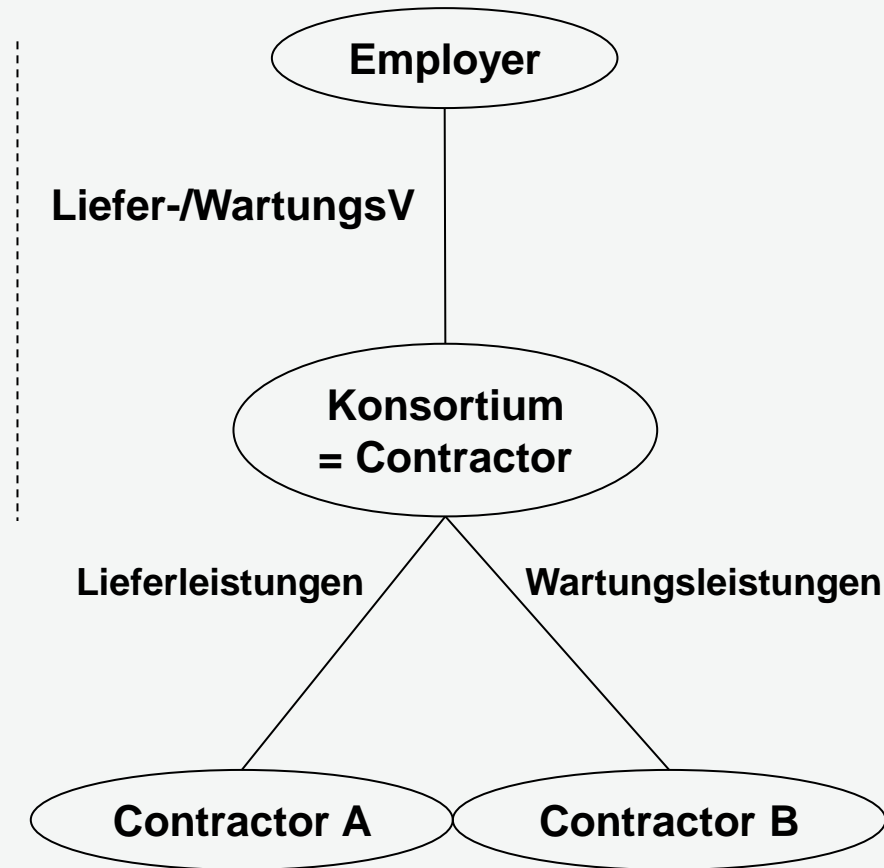 Employer
Liefer-/WartungsV
Konsortium
= Contractor
Lieferleistungen
Wartungsleistungen
Contractor A
Contractor B